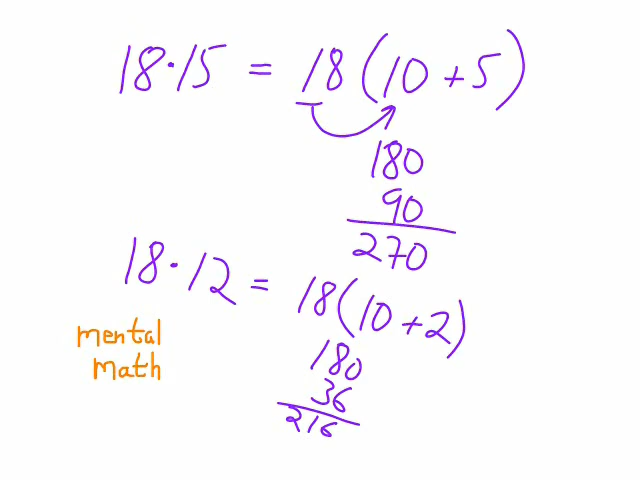 18·15 = 18(10+5)
180
90
270
18·12 = 18(10+2)
180
36
216
mental
math